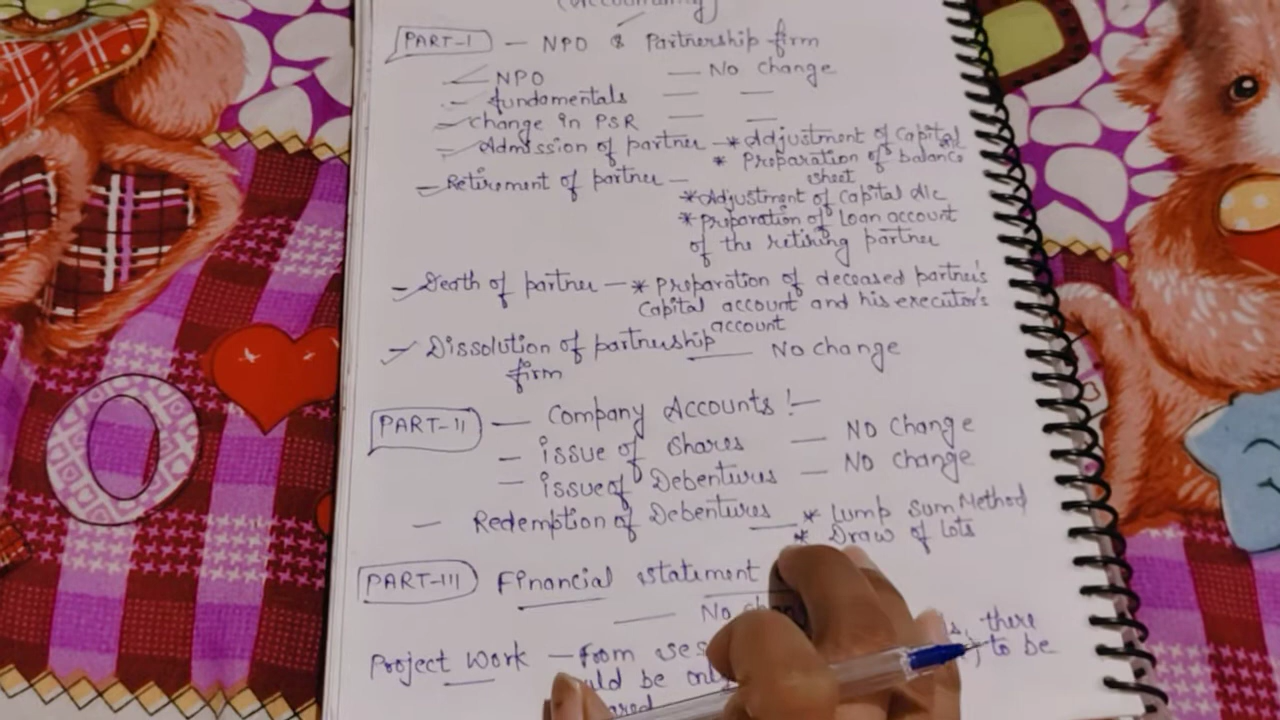 (Accountancy)
PART-I — NPO & Partnership firm
— NPO — No change
— fundamentals — —
— change in PSR — —
— Admission of partner — * Adjustment of Capital
* Preparation of balance
sheet
— Retirement of partner —
* Adjustment of Capital A/c
* Preparation of Loan account
of the retiring partner
— Death of partner — * Preparation of deceased partner's
Capital account and his executor's
account
— Dissolution of partnership — No change
firm
PART-II — Company Accounts :-
— issue of Shares — No change
— issue of Debentures — No change
— Redemption of Debentures — * Lump Sum Method
* Draw of lots
PART-III Financial statement
— No
Project Work — From there
be only to be